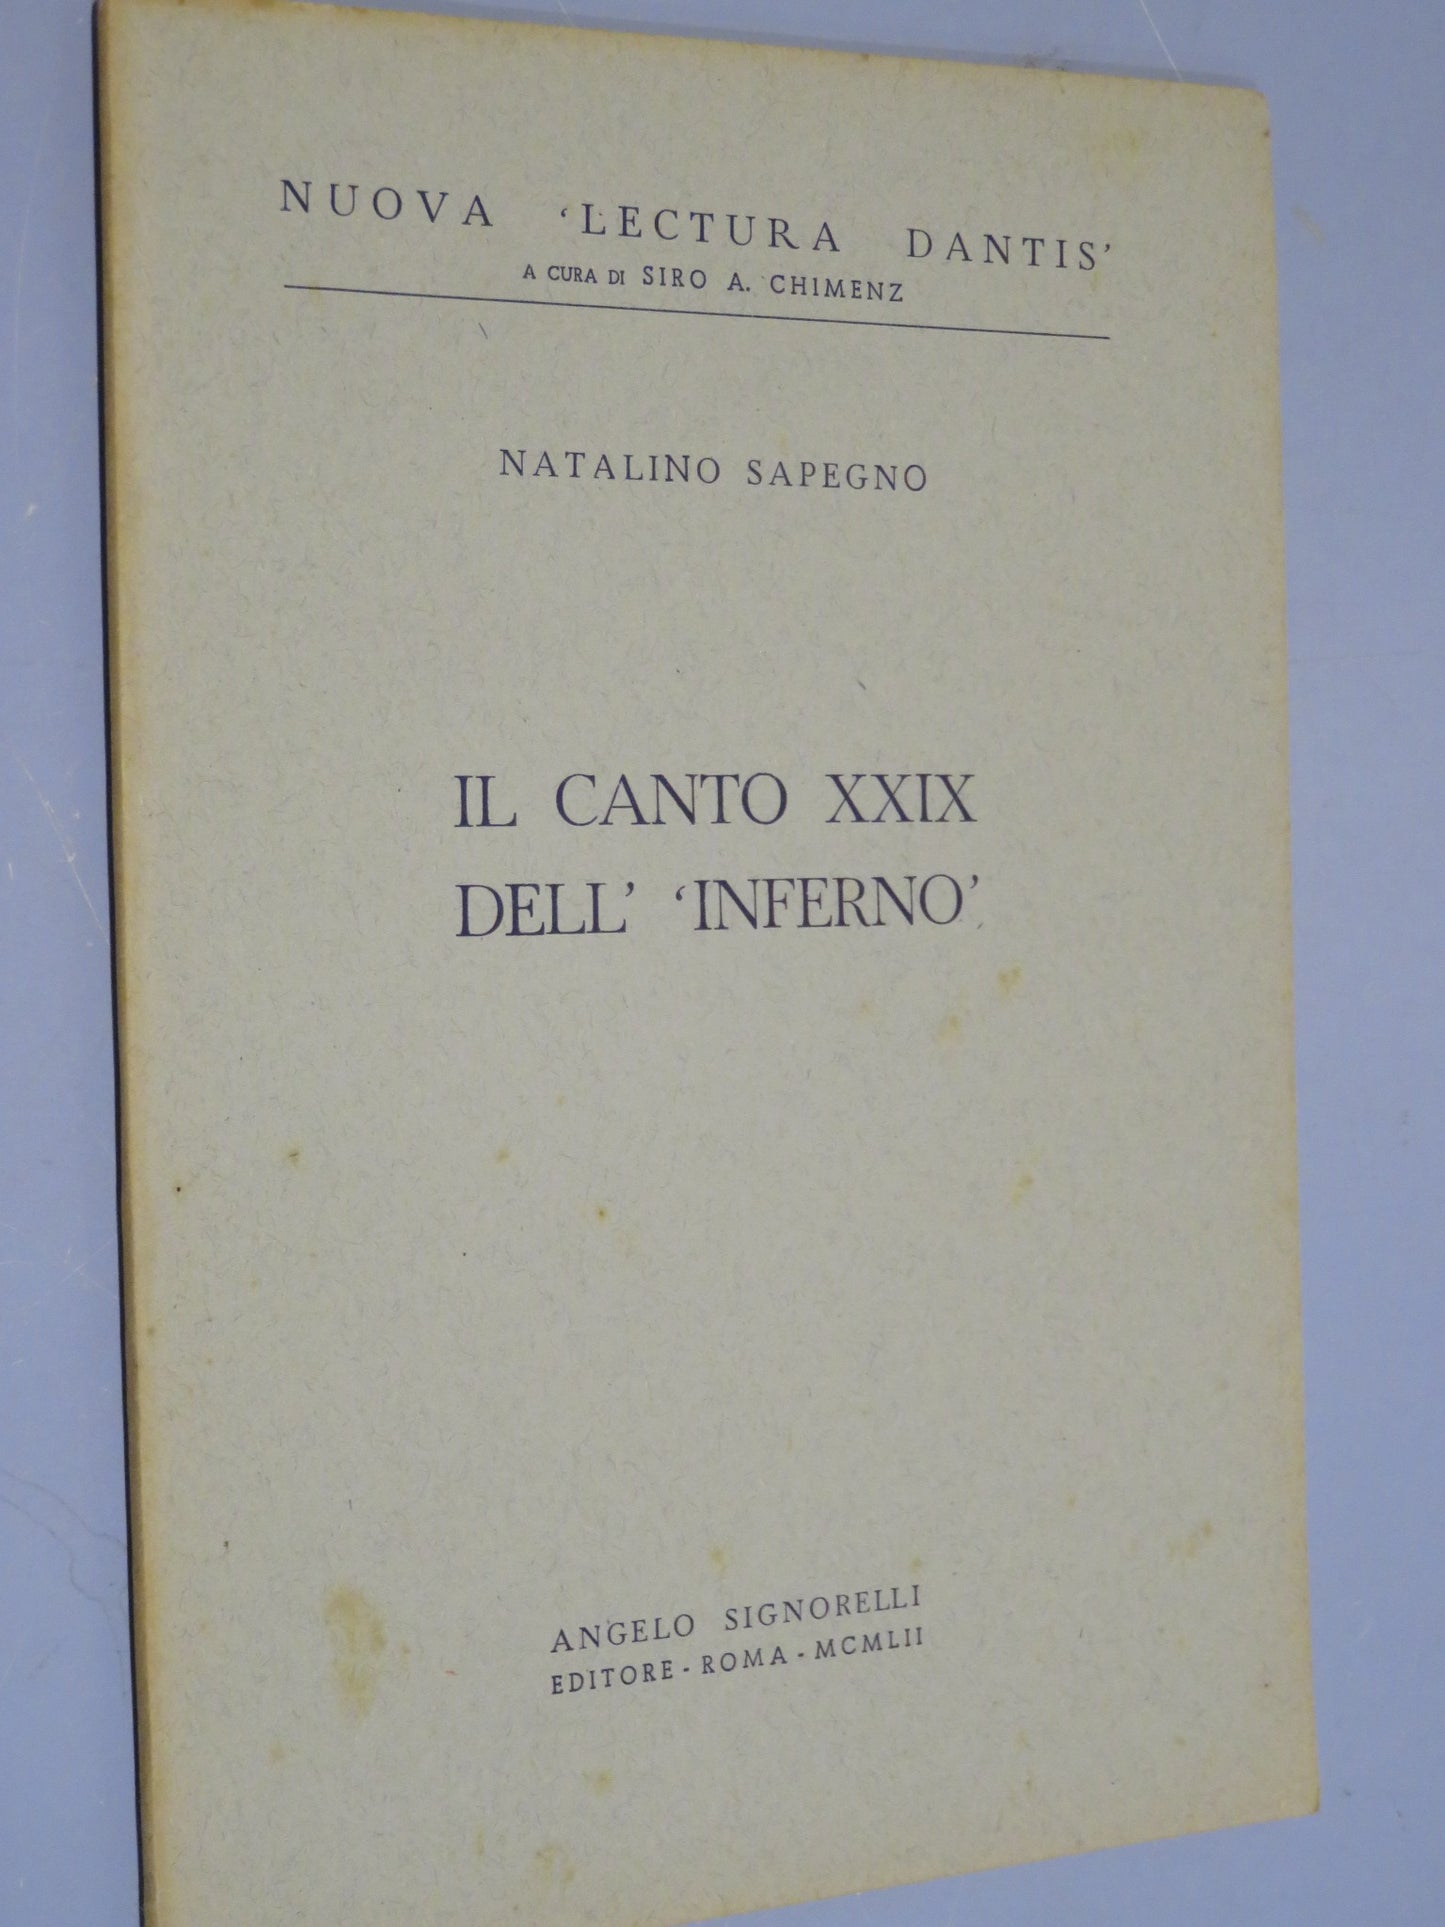 NUOVA ‘LECTURA DANTIS’
A CURA DI SIRO A. CHIMENZ
NATALINO SAPEGNO
IL CANTO XXIX
DELL’ ‘INFERNO’
ANGELO SIGNORELLI
EDITORE - ROMA - MCMLII